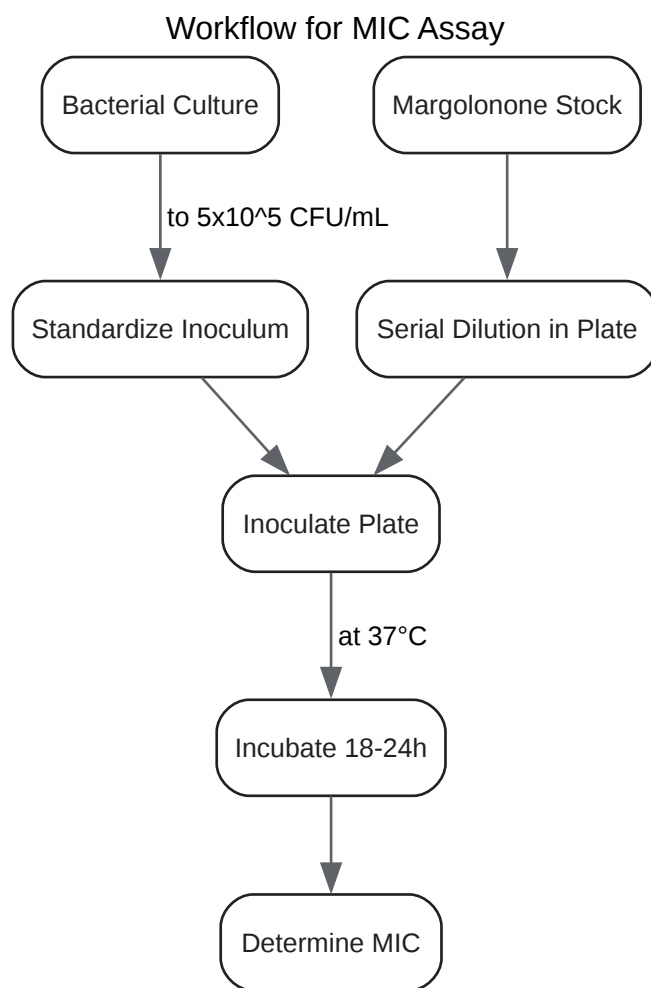 Workflow for MIC Assay
Bacterial Culture
Margolonone Stock
to 5x10^5 CFU/mL
Standardize Inoculum
Serial Dilution in Plate
Inoculate Plate
at 37°C
Incubate 18-24h
Determine MIC